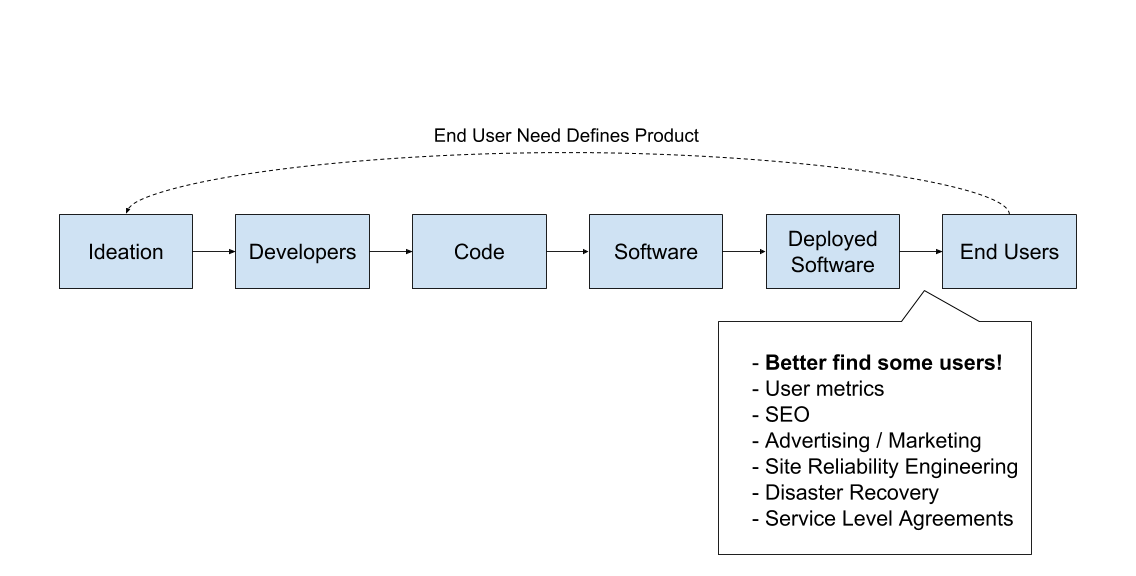 End User Need Defines Product
Ideation
Developers
Code
Software
Deployed
Software
End Users
- Better find some users!
- User metrics
- SEO
- Advertising / Marketing
- Site Reliability Engineering
- Disaster Recovery
- Service Level Agreements